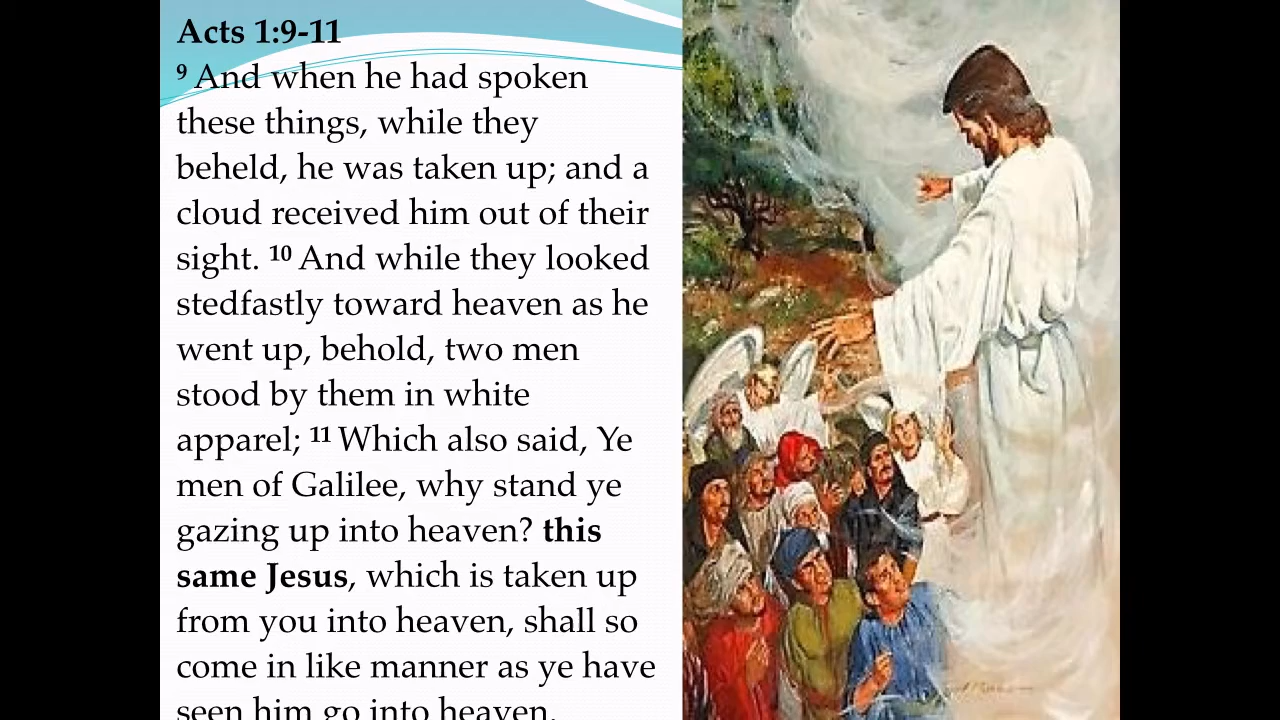 Acts 1:9-11
9 And when he had spoken
these things, while they
beheld, he was taken up; and a
cloud received him out of their
sight. 10 And while they looked
stedfastly toward heaven as he
went up, behold, two men
stood by them in white
apparel; 11 Which also said, Ye
men of Galilee, why stand ye
gazing up into heaven? this
same Jesus, which is taken up
from you into heaven, shall so
come in like manner as ye have
seen him go into heaven.